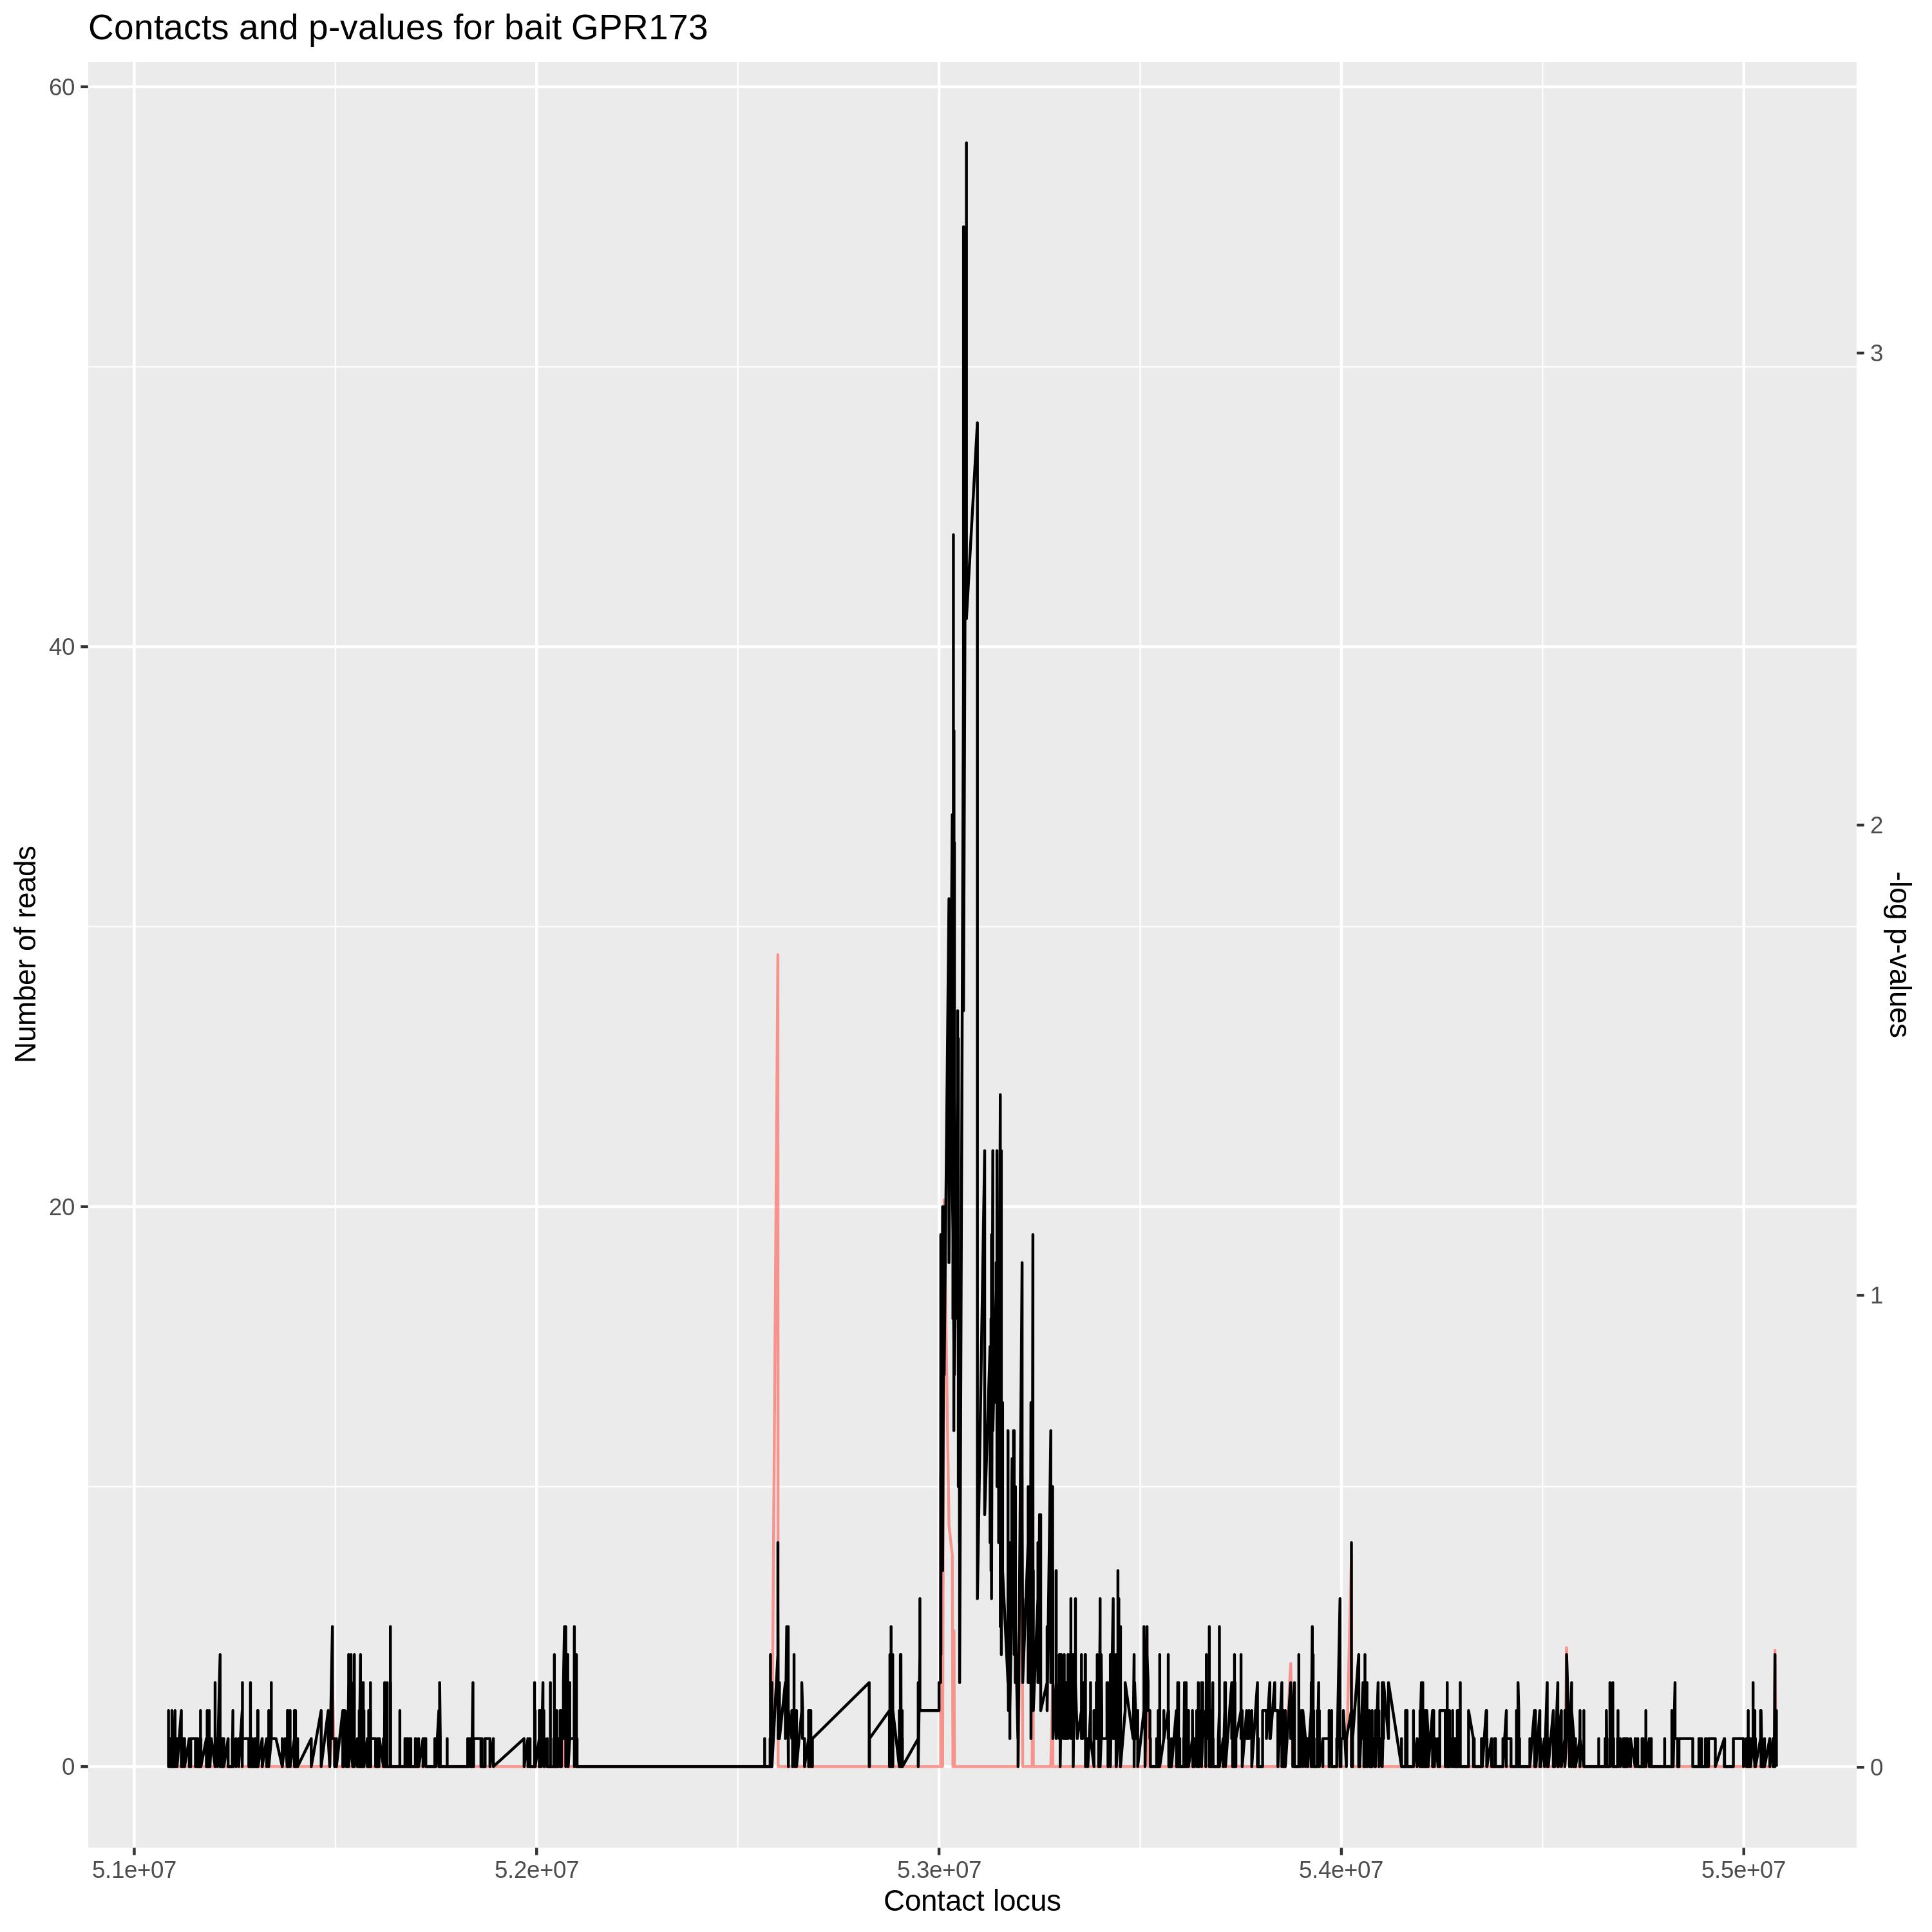 Contacts and p-values for bait GPR173
60
40
20
0
Number of reads
3
2
1
0
-log p-values
5.1e+07
5.2e+07
5.3e+07
5.4e+07
5.5e+07
Contact locus